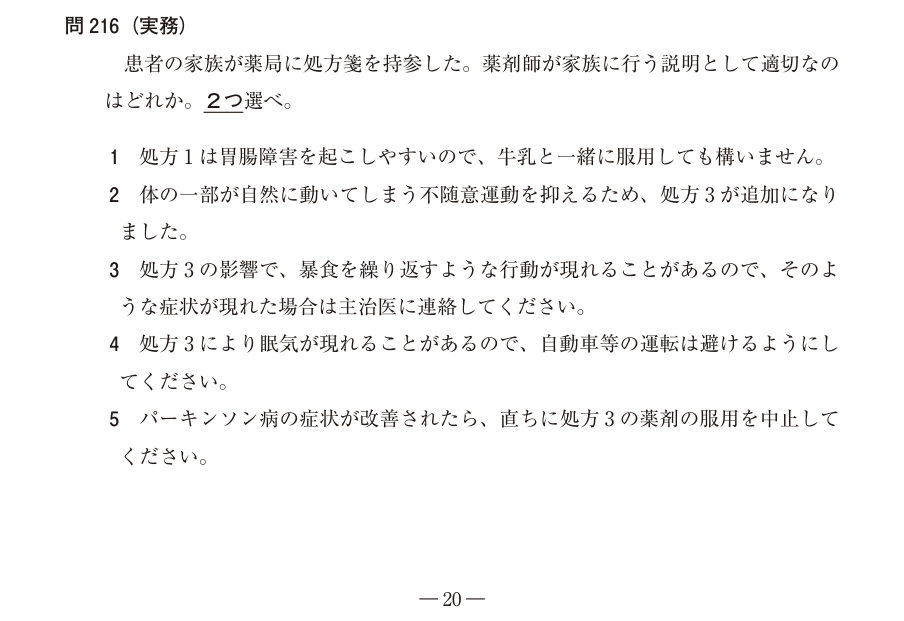 問 216（実務）
患者の家族が薬局に処方箋を持参した。薬剤師が家族に行う説明として適切なの
はどれか。２つ選べ。
1 処方１は胃腸障害を起こしやすいので、牛乳と一緒に服用しても構いません。
2 体の一部が自然に動いてしまう不随意運動を抑えるため、処方３が追加になり
ました。
3 処方３の影響で、暴食を繰り返すような行動が現れることがあるので、そのよ
うな症状が現れた場合は主治医に連絡してください。
4 処方３により眠気が現れることがあるので、自動車等の運転は避けるようにし
てください。
5 パーキンソン病の症状が改善されたら、直ちに処方３の薬剤の服用を中止して
ください。
― 20 ―